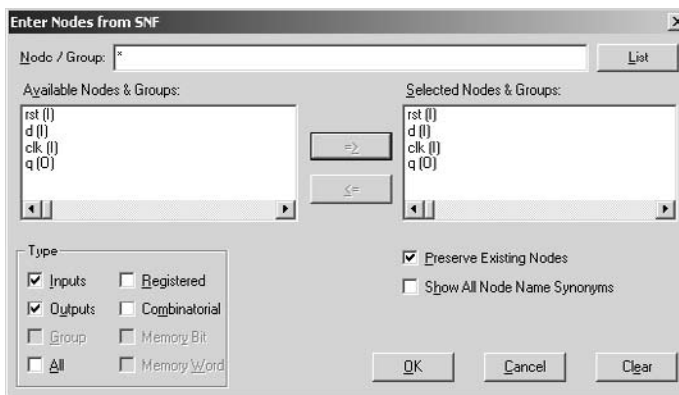 Enter Nodes from SNF
Node / Group: *
List
Available Nodes & Groups:
rst (I)
d (I)
clk (I)
q (O)
=>
<=
Selected Nodes & Groups:
rst (I)
d (I)
clk (I)
q (O)
Type
Inputs
Registered
Outputs
Combinatorial
Group
Memory Bit
All
Memory Word
Preserve Existing Nodes
Show All Node Name Synonyms
OK
Cancel
Clear